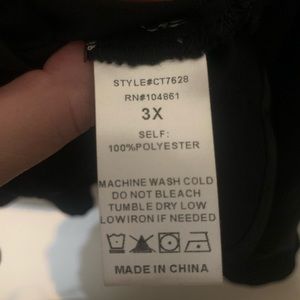 STYLE#CT7628
RN#104861
3X
SELF:
100%POLYESTER
MACHINE WASH COLD
DO NOT BLEACH
TUMBLE DRY LOW
LOW IRON IF NEEDED
MADE IN CHINA